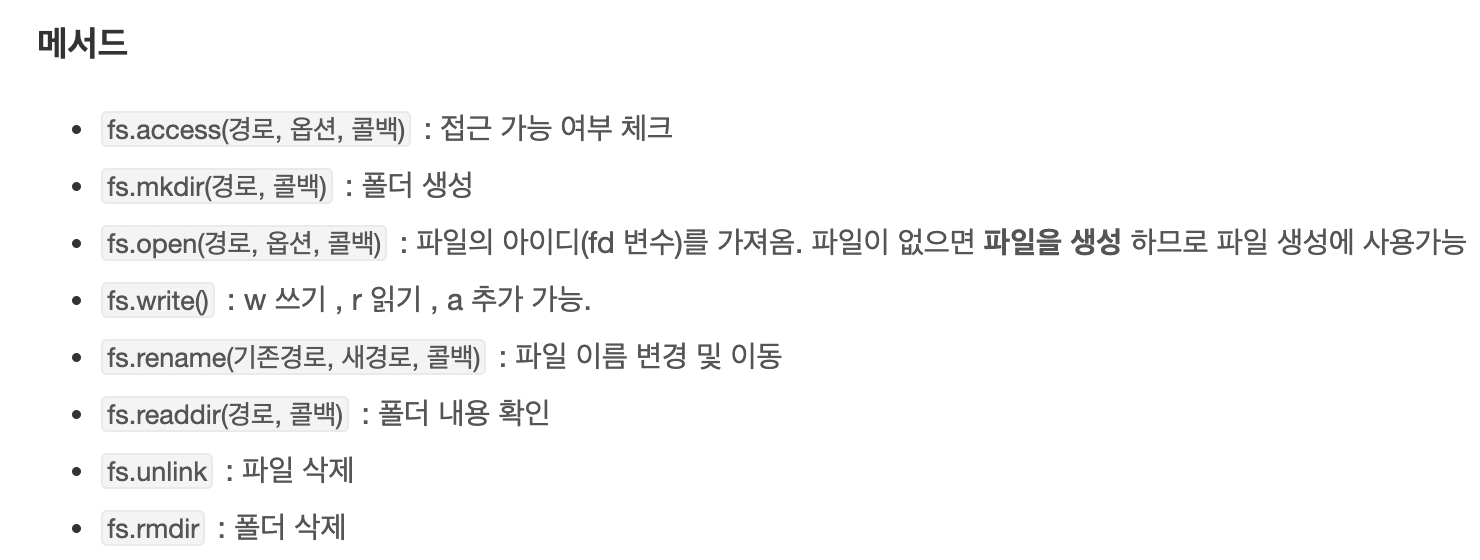 메서드
fs.access(경로, 옵션, 콜백) : 접근 가능 여부 체크
fs.mkdir(경로, 콜백) : 폴더 생성
fs.open(경로, 옵션, 콜백) : 파일의 아이디(fd 변수)를 가져옴. 파일이 없으면 파일을 생성 하므로 파일 생성에 사용가능
fs.write() : w 쓰기 , r 읽기 , a 추가 가능.
fs.rename(기존경로, 새경로, 콜백) : 파일 이름 변경 및 이동
fs.readdir(경로, 콜백) : 폴더 내용 확인
fs.unlink : 파일 삭제
fs.rmdir : 폴더 삭제